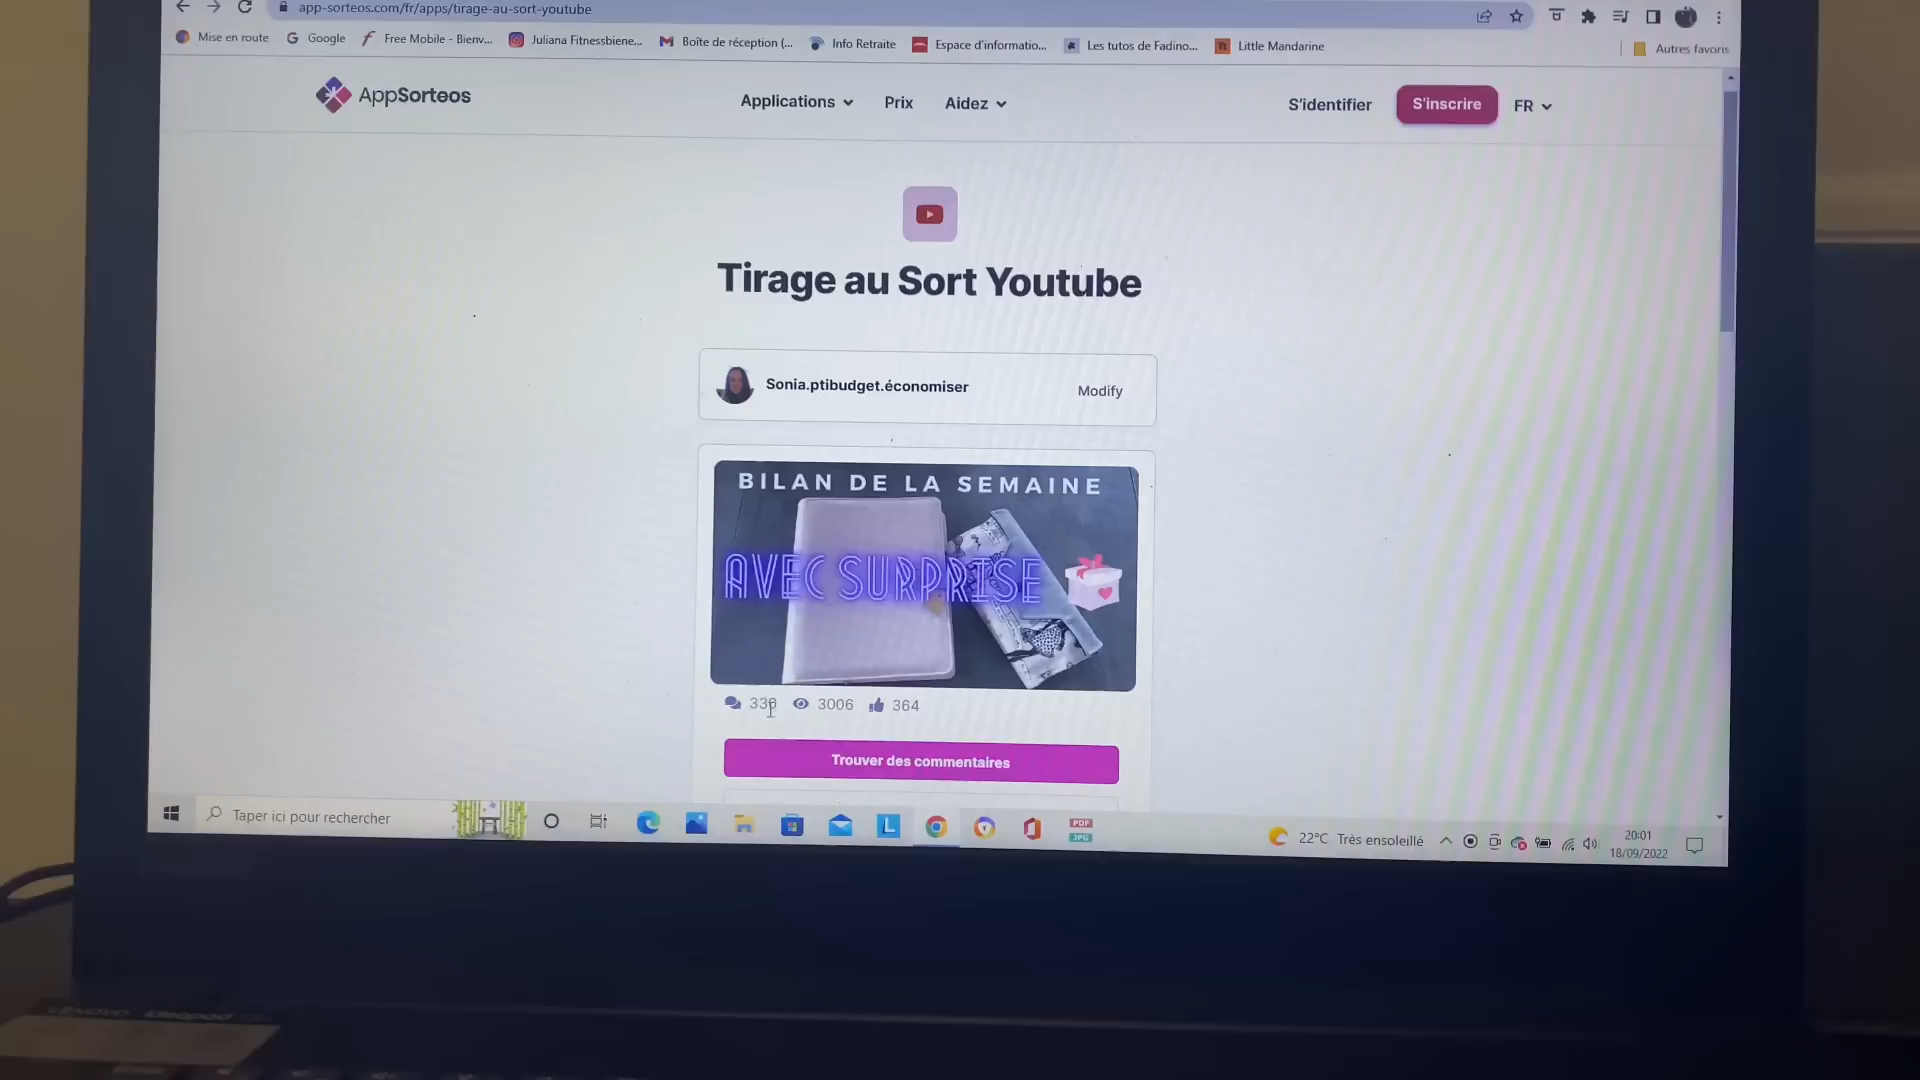 app-sorteos.com/fr/apps/tirage-au-sort-youtube
Mise en route Google Free Mobile - Bienv... Juliana Fitnessbiene... Boîte de réception (... Info Retraite Espace d'informatio... Les tutos de Fadino... Little Mandarine Autres favoris
AppSorteos Applications Prix Aidez S'identifier S'inscrire FR
Tirage au Sort Youtube
Sonia.ptibudget.économiser Modify
BILAN DE LA SEMAINE
AVEC SURPRISE
3006 364
Trouver des commentaires
Taper ici pour rechercher
PDF
JPG
22°C Très ensoleillé
20:01
18/09/2022